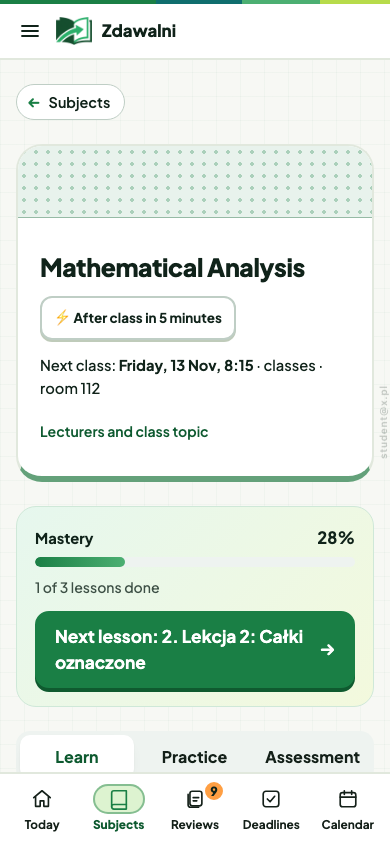 Zdawalni
← Subjects
Mathematical Analysis
⚡ After class in 5 minutes
Next class: Friday, 13 Nov, 8:15 · classes ·
room 112
Lecturers and class topic
student@x.pl
Mastery 28%
1 of 3 lessons done
Next lesson: 2. Lekcja 2: Całki
oznaczone →
Learn Practice Assessment
9
Today Subjects Reviews Deadlines Calendar